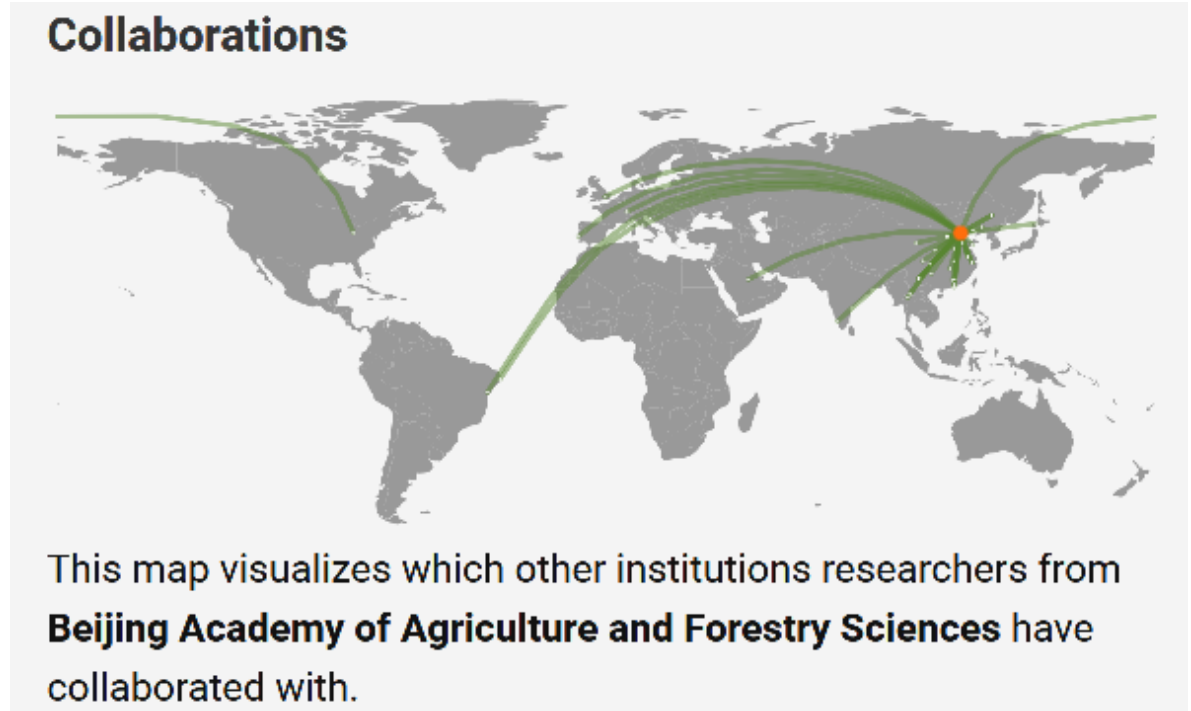 Collaborations
This map visualizes which other institutions researchers from
Beijing Academy of Agriculture and Forestry Sciences have
collaborated with.